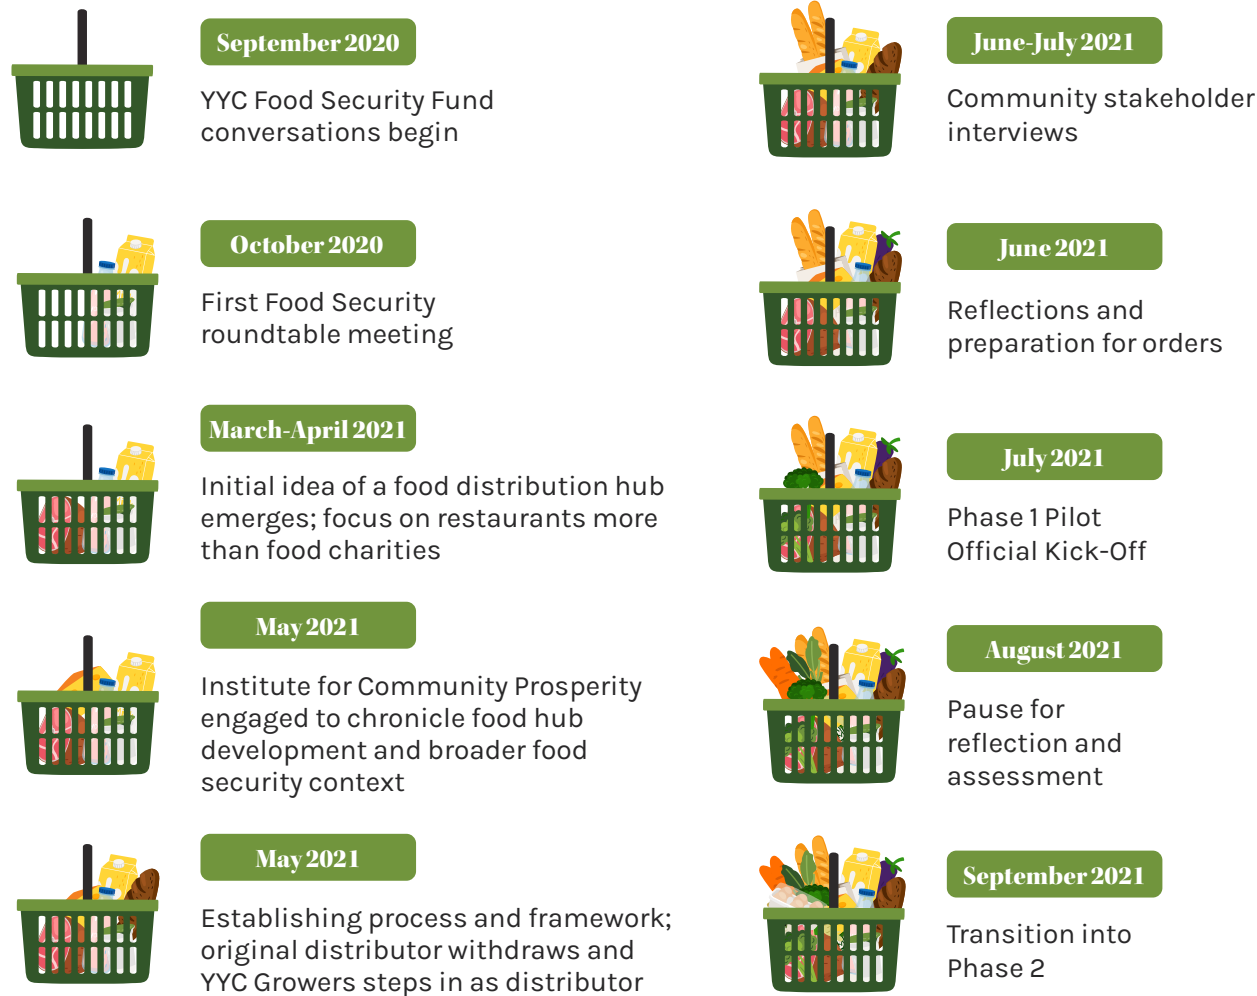 September 2020
YYC Food Security Fund
conversations begin
October 2020
First Food Security
roundtable meeting
March-April 2021
Initial idea of a food distribution hub
emerges; focus on restaurants more
than food charities
May 2021
Institute for Community Prosperity
engaged to chronicle food hub
development and broader food
security context
May 2021
Establishing process and framework;
original distributor withdraws and
YYC Growers steps in as distributor
June-July 2021
Community stakeholder
interviews
June 2021
Reflections and
preparation for orders
July 2021
Phase 1 Pilot
Official Kick-Off
August 2021
Pause for
reflection and
assessment
September 2021
Transition into
Phase 2